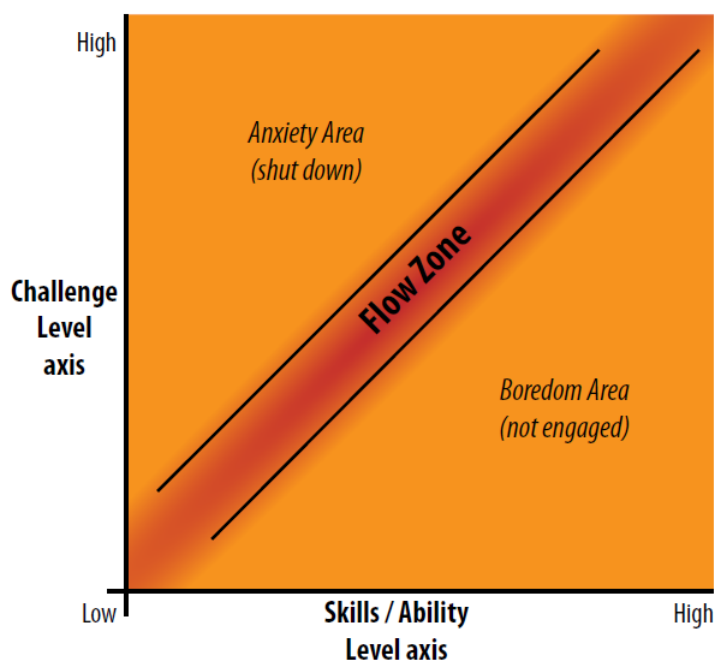 High
Anxiety Area
(shut down)
Flow Zone
Challenge
Level
axis
Boredom Area
(not engaged)
Low
Skills / Ability
Level axis
High